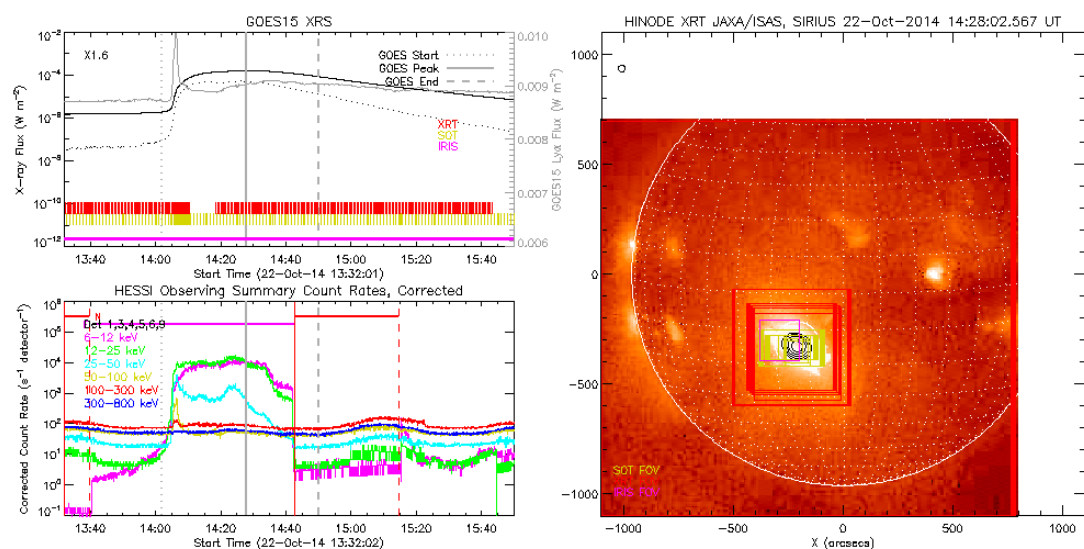 GOES15 XRS
X1.6
GOES Start
GOES Peak
GOES End
XRT
SOT
IRIS
X-ray Flux (W m⁻²)
10⁻²
10⁻⁴
10⁻⁶
10⁻⁸
10⁻¹⁰
10⁻¹²
0.010
0.009
0.008
0.007
0.006
GOES15 Lyα Flux (W m⁻²)
13:40 14:00 14:20 14:40 15:00 15:20 15:40
Start Time (22-Oct-14 13:32:01)
HESSI Observing Summary Count Rates, Corrected
Corrected Count Rate (s⁻¹ detector⁻¹)
10⁶
10⁵
10⁴
10³
10²
10¹
10⁰
10⁻¹
N
Det 1,3,4,5,6,9
6-12 keV
12-25 keV
25-50 keV
50-100 keV
100-300 keV
300-800 keV
13:40 14:00 14:20 14:40 15:00 15:20 15:40
Start Time (22-Oct-14 13:32:02)
HINODE XRT JAXA/ISAS, SIRIUS 22-Oct-2014 14:28:02.567 UT
1000
500
0
-500
-1000
SOT FOV
IRIS FOV
-1000 -500 0 500 1000
X (arcsecs)